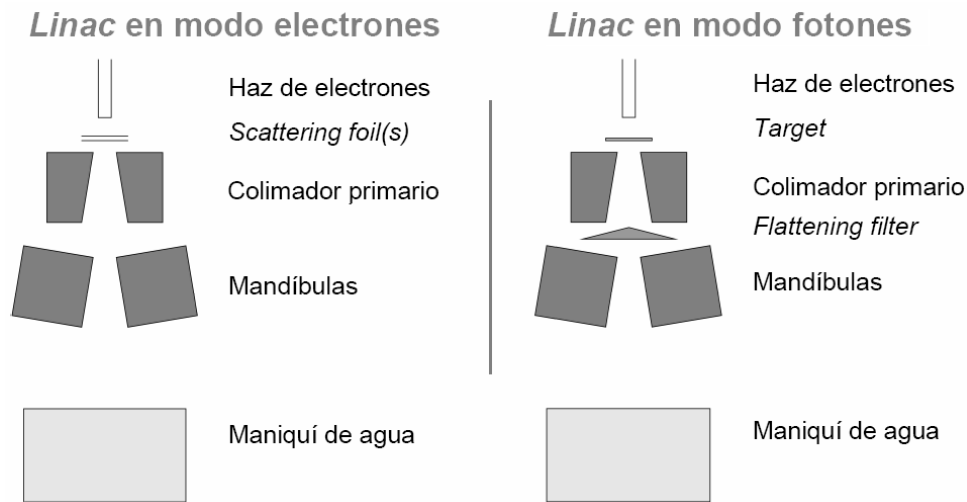 Linac en modo electrones
Haz de electrones
Scattering foil(s)
Colimador primario
Mandíbulas
Maniquí de agua
Linac en modo fotones
Haz de electrones
Target
Colimador primario
Flattening filter
Mandíbulas
Maniquí de agua